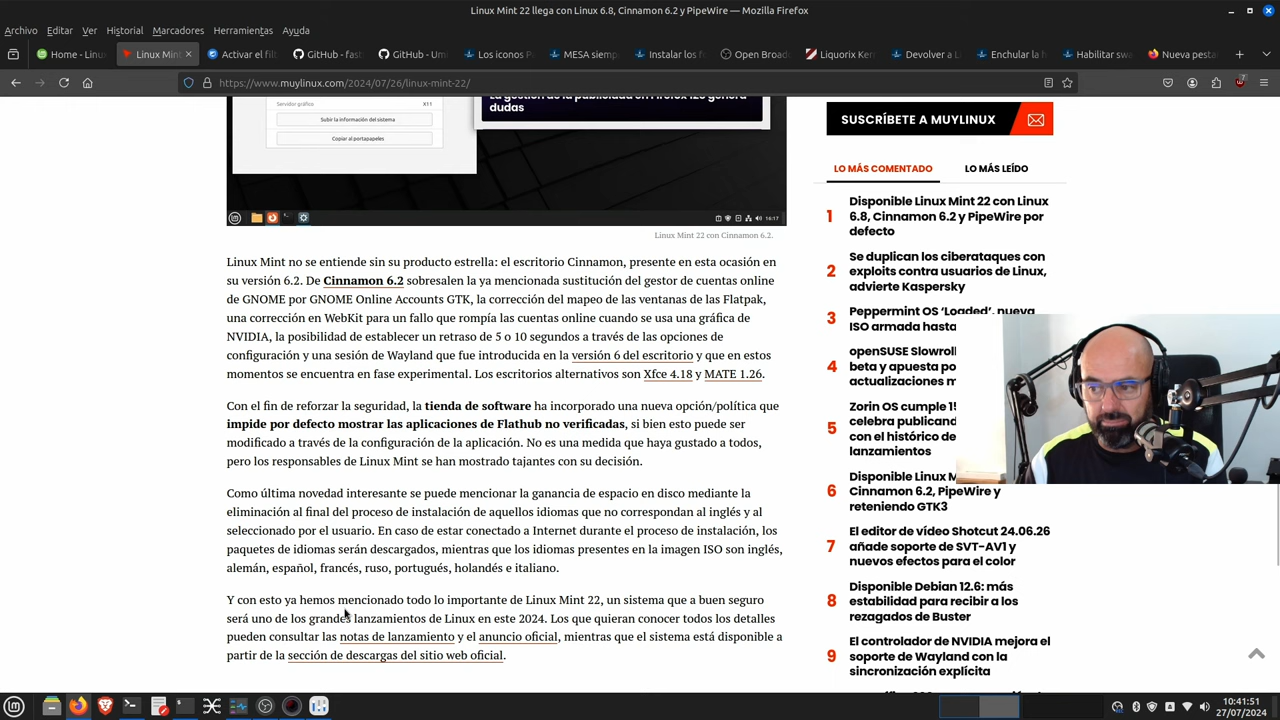 Linux Mint 22 llega con Linux 6.8, Cinnamon 6.2 y PipeWire — Mozilla Firefox
Archivo Editar Ver Historial Marcadores Herramientas Ayuda
Home - Linu
Linux Mint
Activar el fil
GitHub - fast
GitHub - Um
Los iconos P
MESA siemp
Instalar los f
Open Broad
Liquorix Kern
Devolver a L
Enchular la
Habilitar swa
Nueva pesta
https://www.muylinux.com/2024/07/26/linux-mint-22/
Servidor gráfico X11
Subir la información del sistema
Copiar al portapapeles
La gestión de la publicidad en Firefox 128 genera
dudas
16:17
Linux Mint 22 con Cinnamon 6.2.
Linux Mint no se entiende sin su producto estrella: el escritorio Cinnamon, presente en esta ocasión en
su versión 6.2. De Cinnamon 6.2 sobresalen la ya mencionada sustitución del gestor de cuentas online
de GNOME por GNOME Online Accounts GTK, la corrección del mapeo de las ventanas de las Flatpak,
una corrección en WebKit para un fallo que rompía las cuentas online cuando se usa una gráfica de
NVIDIA, la posibilidad de establecer un retraso de 5 o 10 segundos a través de las opciones de
configuración y una sesión de Wayland que fue introducida en la versión 6 del escritorio y que en estos
momentos se encuentra en fase experimental. Los escritorios alternativos son Xfce 4.18 y MATE 1.26.
Con el fin de reforzar la seguridad, la tienda de software ha incorporado una nueva opción/política que
impide por defecto mostrar las aplicaciones de Flathub no verificadas, si bien esto puede ser
modificado a través de la configuración de la aplicación. No es una medida que haya gustado a todos,
pero los responsables de Linux Mint se han mostrado tajantes con su decisión.
Como última novedad interesante se puede mencionar la ganancia de espacio en disco mediante la
eliminación al final del proceso de instalación de aquellos idiomas que no correspondan al inglés y al
seleccionado por el usuario. En caso de estar conectado a Internet durante el proceso de instalación, los
paquetes de idiomas serán descargados, mientras que los idiomas presentes en la imagen ISO son inglés,
alemán, español, francés, ruso, portugués, holandés e italiano.
Y con esto ya hemos mencionado todo lo importante de Linux Mint 22, un sistema que a buen seguro
será uno de los grandes lanzamientos de Linux en este 2024. Los que quieran conocer todos los detalles
pueden consultar las notas de lanzamiento y el anuncio oficial, mientras que el sistema está disponible a
partir de la sección de descargas del sitio web oficial.
SUSCRÍBETE A MUYLINUX
LO MÁS COMENTADO LO MÁS LEÍDO
1 Disponible Linux Mint 22 con Linux
6.8, Cinnamon 6.2 y PipeWire por
defecto
2 Se duplican los ciberataques con
exploits contra usuarios de Linux,
advierte Kaspersky
3 Peppermint OS ‘Loaded’, nueva
ISO armada hasta
4 openSUSE Slowroll
beta y apuesta po
actualizaciones m
5 Zorin OS cumple 15
celebra publicand
con el histórico de
lanzamientos
6 Disponible Linux M
Cinnamon 6.2, PipeWire y
reteniendo GTK3
7 El editor de vídeo Shotcut 24.06.26
añade soporte de SVT-AV1 y
nuevos efectos para el color
8 Disponible Debian 12.6: más
estabilidad para recibir a los
rezagados de Buster
9 El controlador de NVIDIA mejora el
soporte de Wayland con la
sincronización explícita
10:41:51
27/07/2024